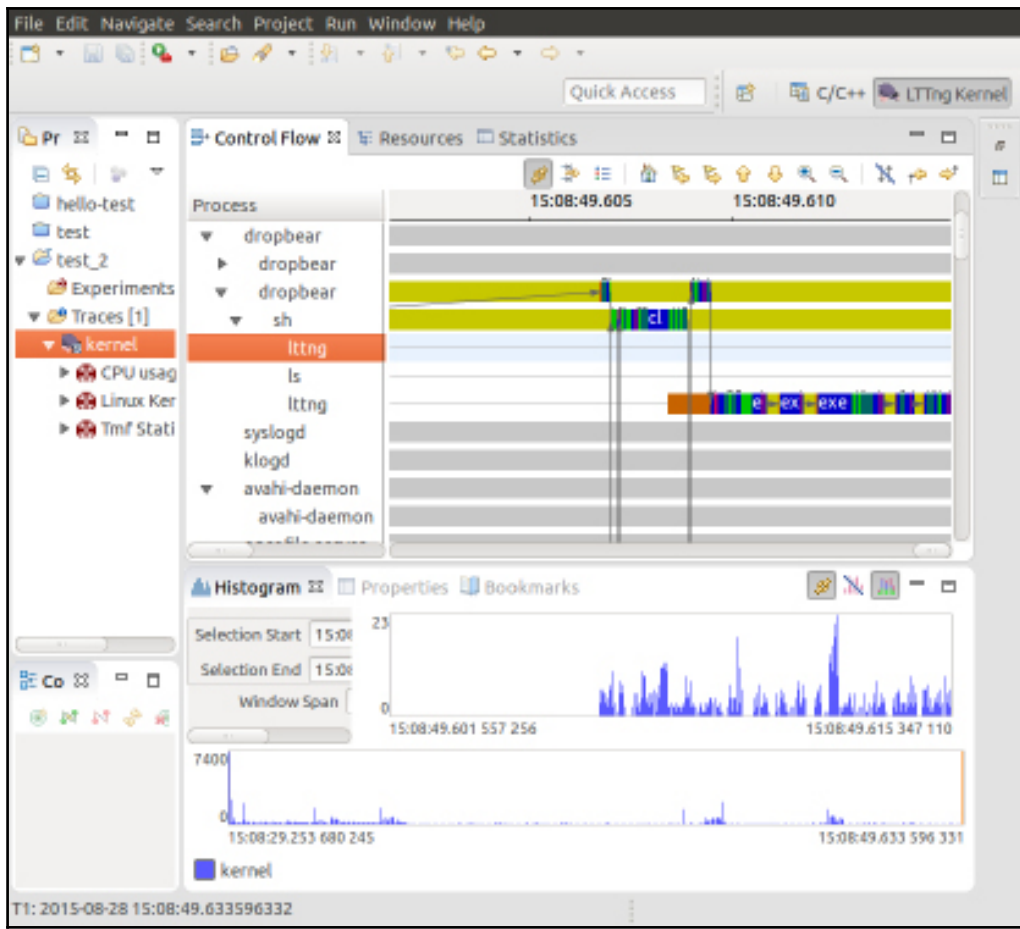 File Edit Navigate Search Project Run Window Help
Quick Access
C/C++
LTTng Kernel
Pr
Control Flow
Resources
Statistics
hello-test
test
test_2
Experiments
Traces [1]
kernel
CPU usag
Linux Ker
Tmf Stati
Process
15:08:49.605
15:08:49.610
dropbear
dropbear
dropbear
sh
cl
lttng
ls
lttng
e
ex
exe
syslogd
klogd
avahi-daemon
avahi-daemon
Histogram
Properties
Bookmarks
Selection Start 15:08
Selection End 15:08
Window Span
23
0
15:08:49.601 557 256
15:08:49.615 347 110
Co
7400
0
15:08:29.253 680 245
15:08:49.633 596 331
kernel
T1: 2015-08-28 15:08:49.633596332